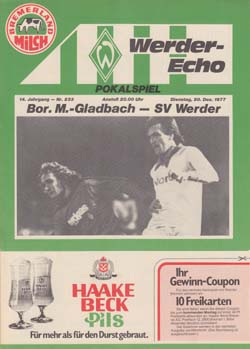 BREMERLAND
MILCH
Werder-
Echo
POKALSPIEL
14. Jahrgang – Nr. 233 Anstoß 20.00 Uhr Dienstag, 20. Dez. 1977
Bor. M.-Gladbach — SV Werder
HAAKE
BECK
Pils
Für mehr als für den Durst gebraut.
Ihr
Gewinn-Coupon
10 Freikarten